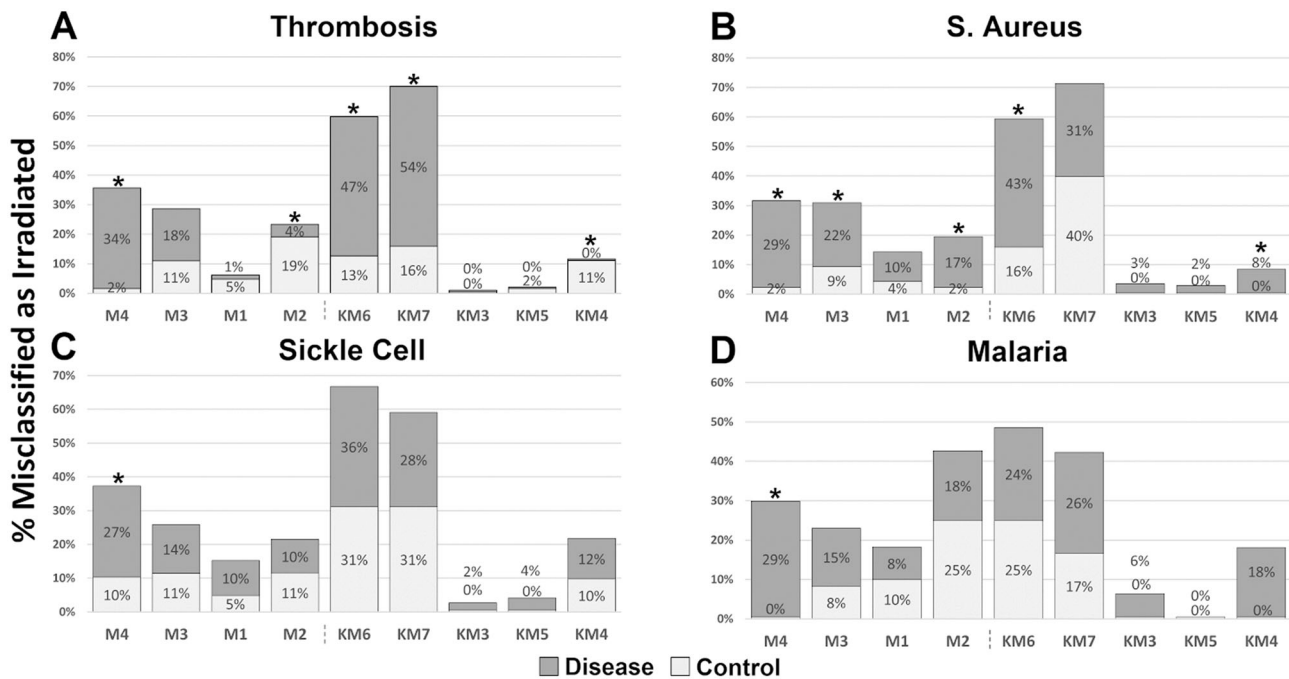 % Misclassified as Irradiated
A Thrombosis
80%
70%
60%
50%
40%
30%
20%
10%
0%
* * * * *
34% 18% 1% 4% 47% 54% 0% 0% 0%
2% 11% 5% 19% 13% 16% 0% 2% 11%
M4 M3 M1 M2 KM6 KM7 KM3 KM5 KM4
B S. Aureus
80%
70%
60%
50%
40%
30%
20%
10%
0%
* * * * *
29% 22% 10% 17% 43% 31% 3% 2% 8%
2% 9% 4% 2% 16% 40% 0% 0% 0%
M4 M3 M1 M2 KM6 KM7 KM3 KM5 KM4
C Sickle Cell
70%
60%
50%
40%
30%
20%
10%
0%
*
27% 14% 10% 10% 36% 28% 2% 4% 12%
10% 11% 5% 11% 31% 31% 0% 0% 10%
M4 M3 M1 M2 KM6 KM7 KM3 KM5 KM4
D Malaria
60%
50%
40%
30%
20%
10%
0%
*
29% 15% 8% 18% 24% 26% 6% 0% 18%
0% 8% 10% 25% 25% 17% 0% 0% 0%
M4 M3 M1 M2 KM6 KM7 KM3 KM5 KM4
Disease Control